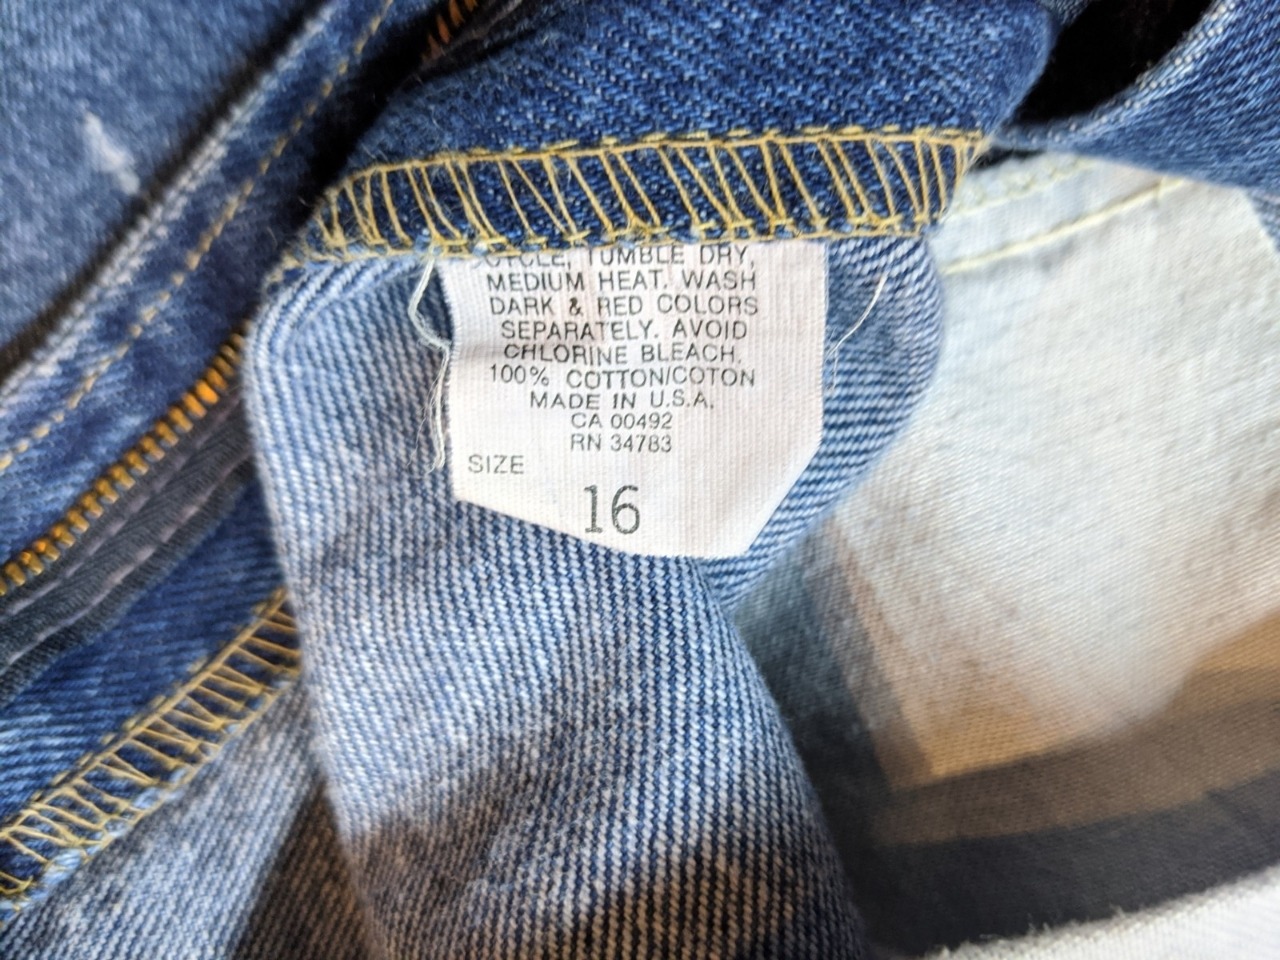 CYCLE, TUMBLE DRY,
MEDIUM HEAT. WASH
DARK & RED COLORS
SEPARATELY. AVOID
CHLORINE BLEACH.
100% COTTON/COTON
MADE IN U.S.A.
CA 00492
RN 34783
SIZE
16